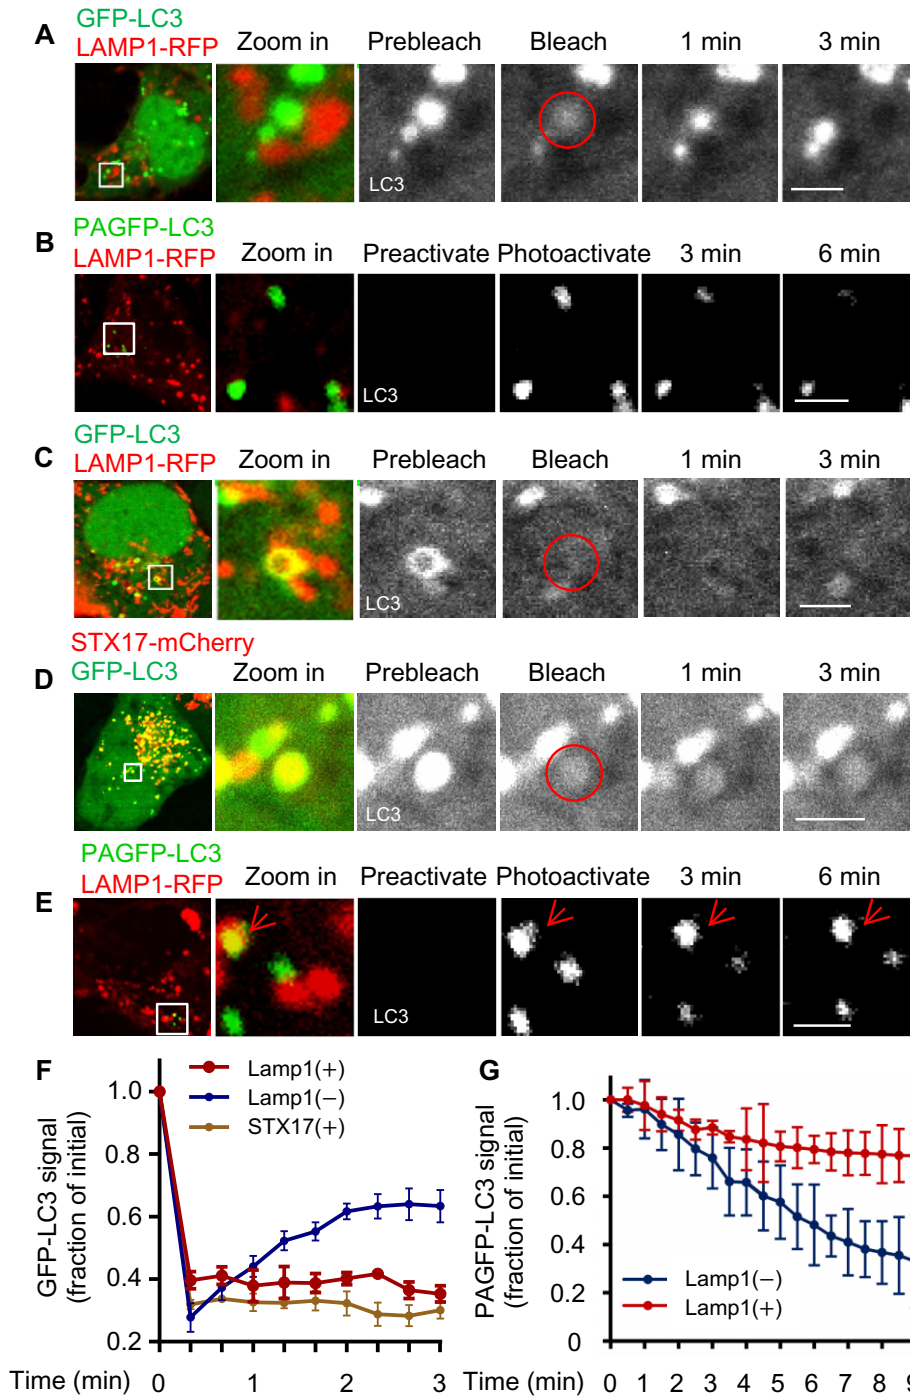 GFP-LC3
A
LAMP1-RFP Zoom in Prebleach Bleach 1 min 3 min
LC3
PAGFP-LC3
B
LAMP1-RFP Zoom in Preactivate Photoactivate 3 min 6 min
LC3
GFP-LC3
C
LAMP1-RFP Zoom in Prebleach Bleach 1 min 3 min
LC3
STX17-mCherry
D
GFP-LC3 Zoom in Prebleach Bleach 1 min 3 min
LC3
PAGFP-LC3
LAMP1-RFP Zoom in Preactivate Photoactivate 3 min 6 min
E
LC3
F
Lamp1(+)
Lamp1(−)
STX17(+)
GFP-LC3 signal
(fraction of initial)
1.0
0.8
0.6
0.4
0.2
Time (min) 0 1 2 3
G
PAGFP-LC3 signal
(fraction of initial)
1.0
0.8
0.6
0.4
0.2
0
Lamp1(−)
Lamp1(+)
Time (min) 0 1 2 3 4 5 6 7 8